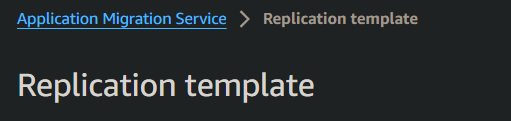 Application Migration Service > Replication template
Replication template